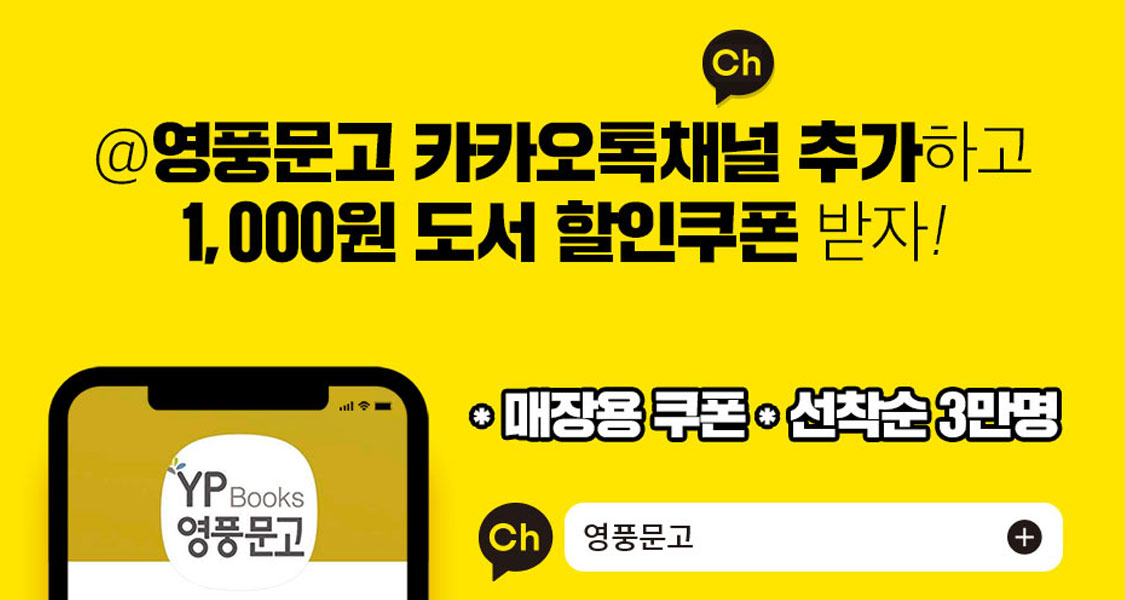 Ch
@영풍문고 카카오톡채널 추가하고
1,000원 도서 할인쿠폰 받자!
* 매장용 쿠폰 * 선착순 3만명
YP Books
영풍문고
Ch 영풍문고